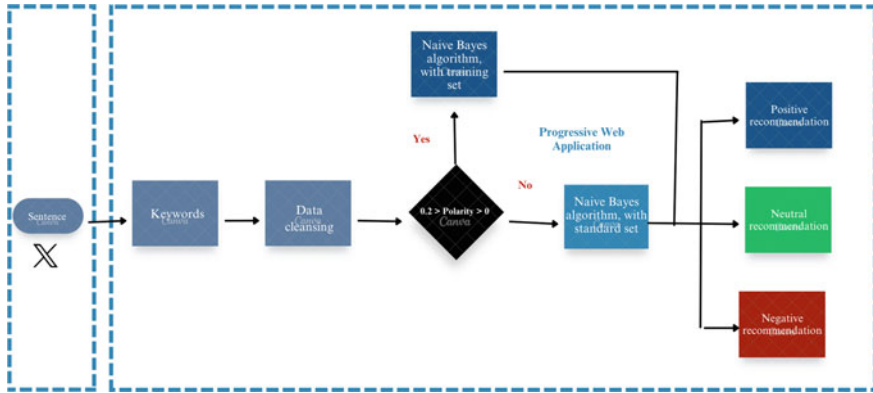 Naive Bayes
algorithm,
with training
set
Yes
Progressive Web
Application
Positive
recommendation
No
Sentence
Canva
X
Keywords
Canva
Data
cleansing
Canva
0.2 > Polarity > 0
Canva
Naive Bayes
algorithm, with
standard set
Neutral
recommendation
Negative
recommendation